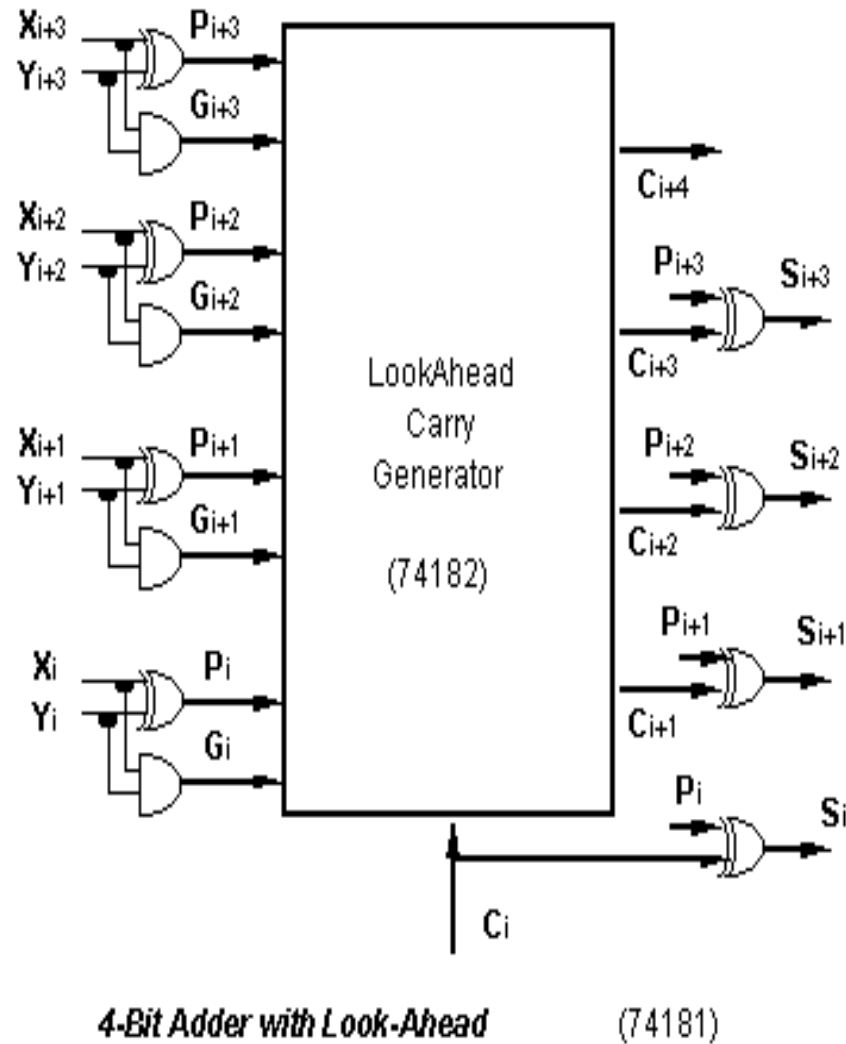 Xi+3
Pi+3
Yi+3
Gi+3
Ci+4
Xi+2
Pi+2
Yi+2
Gi+2
Pi+3
Si+3
Ci+3
LookAhead
Carry
Generator
(74182)
Xi+1
Pi+1
Yi+1
Gi+1
Pi+2
Si+2
Ci+2
Xi
Pi
Yi
Gi
Pi+1
Si+1
Ci+1
Pi
Si
Ci
4-Bit Adder with Look-Ahead (74181)